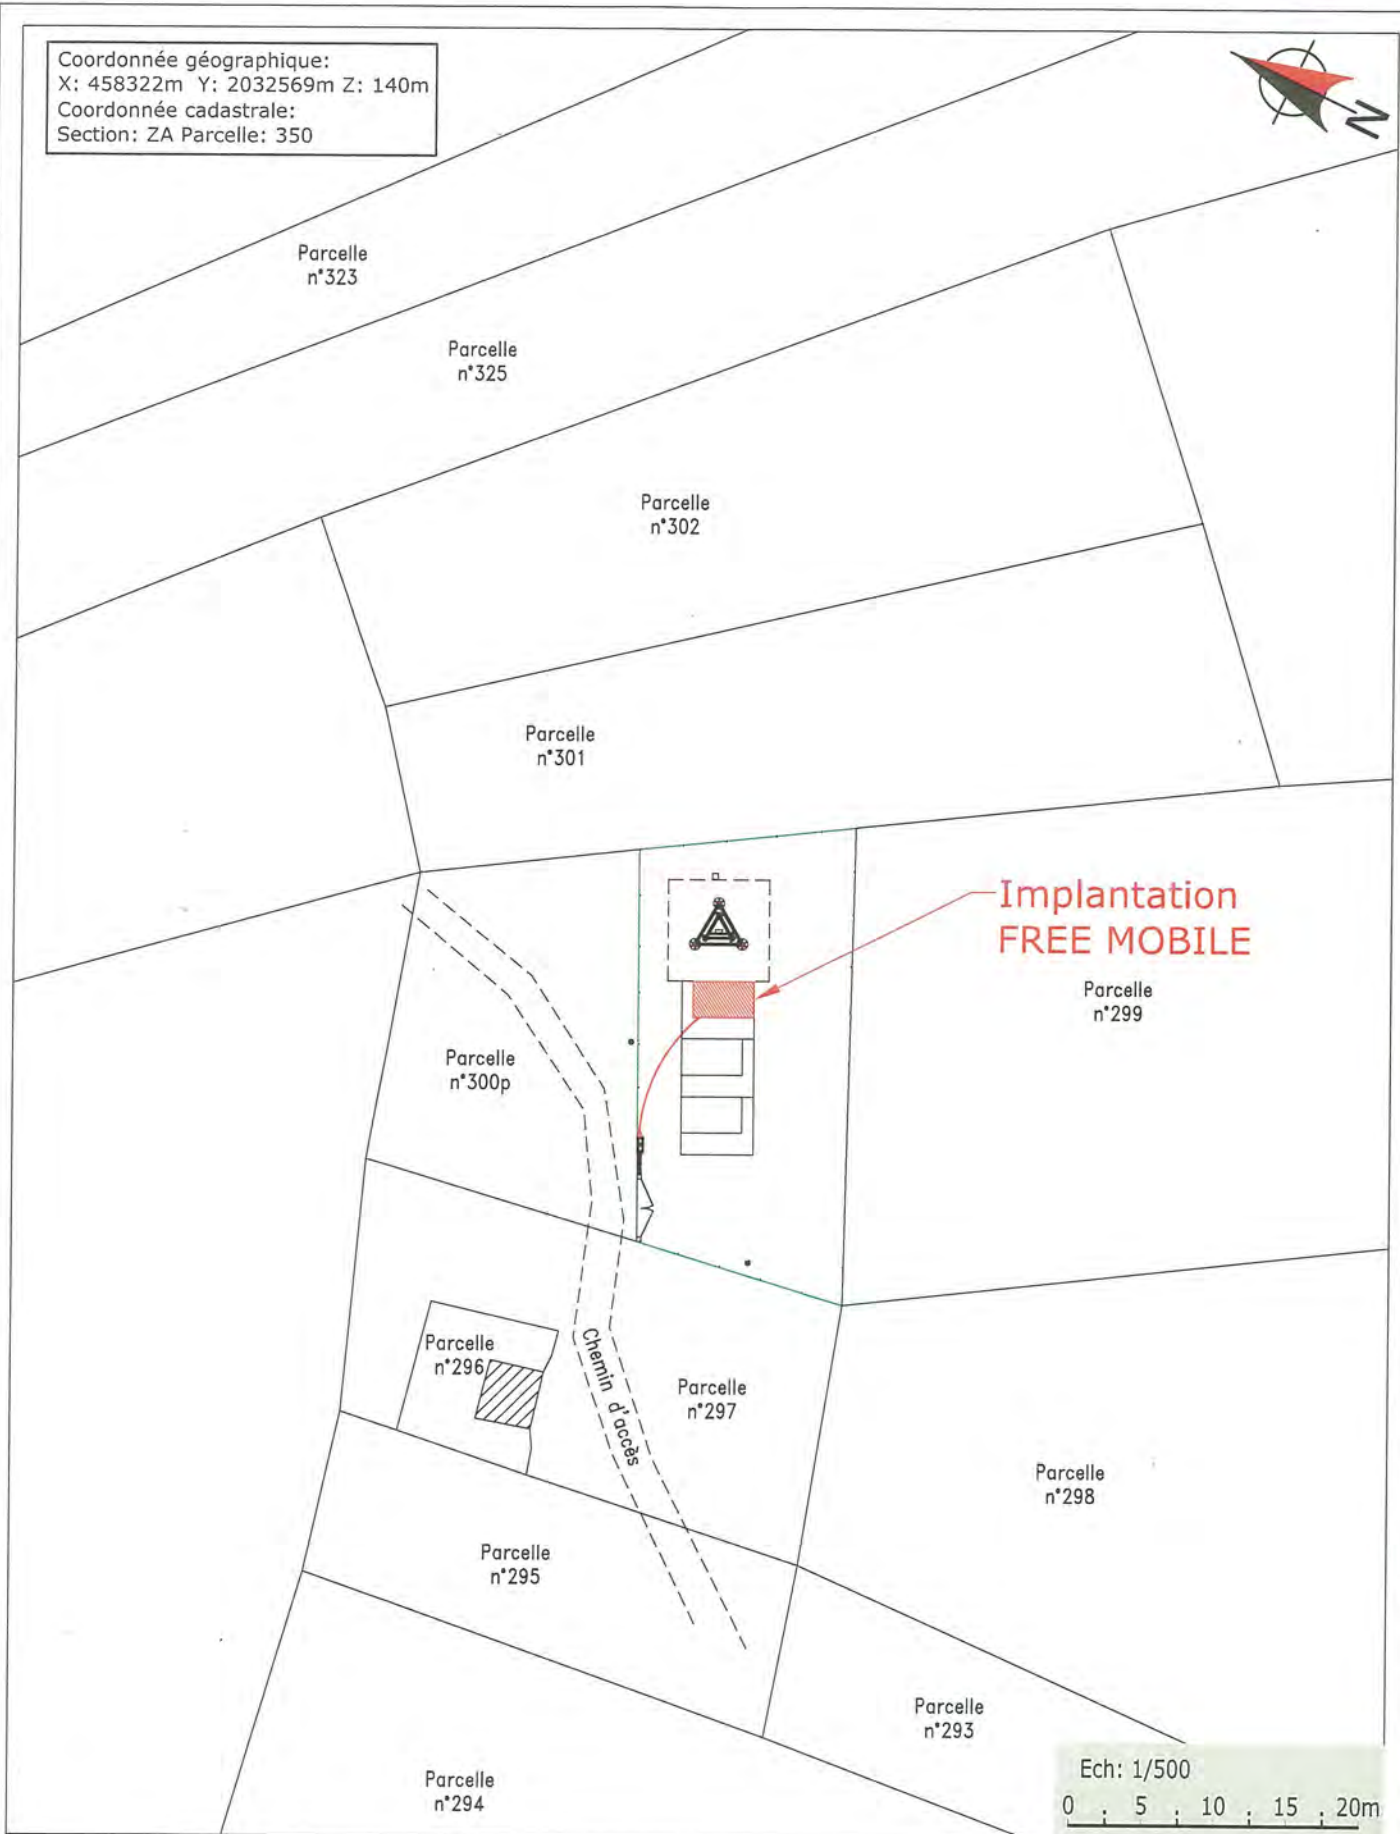 Coordonnée géographique:
X: 458322m Y: 2032569m Z: 140m
Coordonnée cadastrale:
Section: ZA Parcelle: 350
N
Parcelle
n°323
Parcelle
n°325
Parcelle
n°302
Parcelle
n°301
Implantation
FREE MOBILE
Parcelle
n°299
Parcelle
n°300p
Parcelle
n°296
Chemin d'accès
Parcelle
n°297
Parcelle
n°298
Parcelle
n°295
Parcelle
n°293
Parcelle
n°294
Ech: 1/500
0 5 10 15 20m